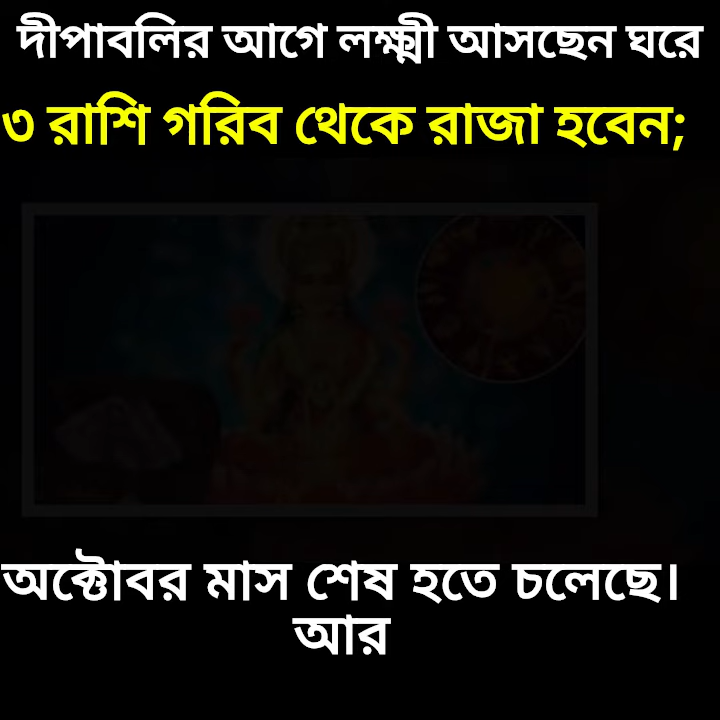 দীপাবলির আগে লক্ষ্মী আসছেন ঘরে
৩ রাশি গরিব থেকে রাজা হবেন;
অক্টোবর মাস শেষ হতে চলেছে।
আর